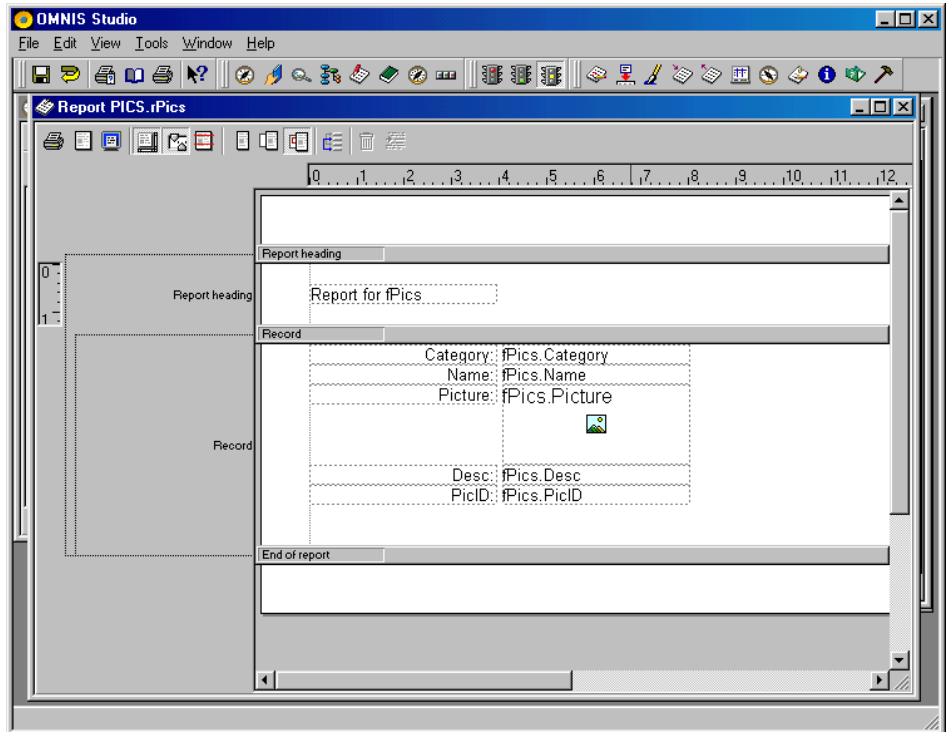 OMNIS Studio
File Edit View Tools Window Help
Report PICS.rPics
0 1 2 3 4 5 6 7 8 9 10 11 12
Report heading
0
Report heading
Report for fPics
1
Record
Category: fPics.Category
Name: fPics.Name
Picture: fPics.Picture
Record
Desc: fPics.Desc
PicID: fPics.PicID
End of report